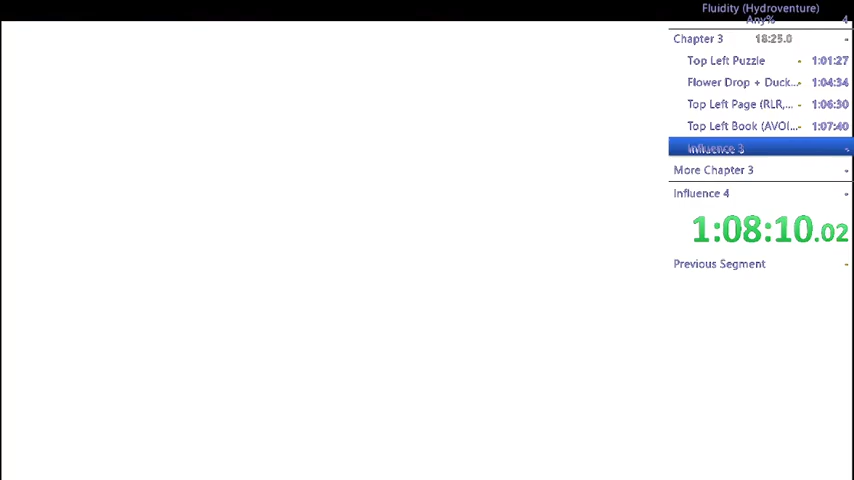 Fluidity (Hydroventure)
Any% 4
Chapter 3 18:25.0 -
Top Left Puzzle - 1:01:27
Flower Drop + Duck... - 1:04:34
Top Left Page (RLR,... - 1:06:30
Top Left Book (AVOI... - 1:07:40
Influence 3 -
More Chapter 3 -
Influence 4 -
1:08:10.02
Previous Segment -